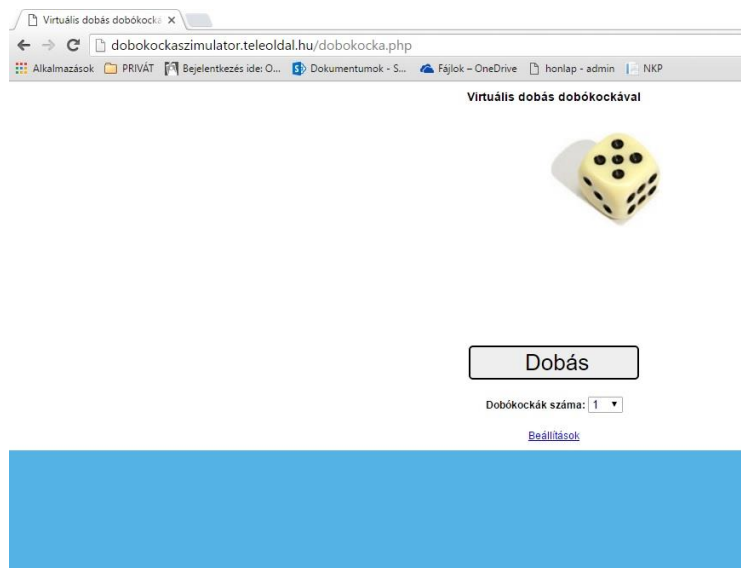 Virtuális dobás dobókocka
dobokockaszimulator.teleoldal.hu/dobokocka.php
Alkalmazások PRIVÁT Bejelentkezés ide: O... Dokumentumok - S... Fájlok – OneDrive honlap - admin NKP
Virtuális dobás dobókockával
Dobás
Dobókockák száma: 1
Beállítások